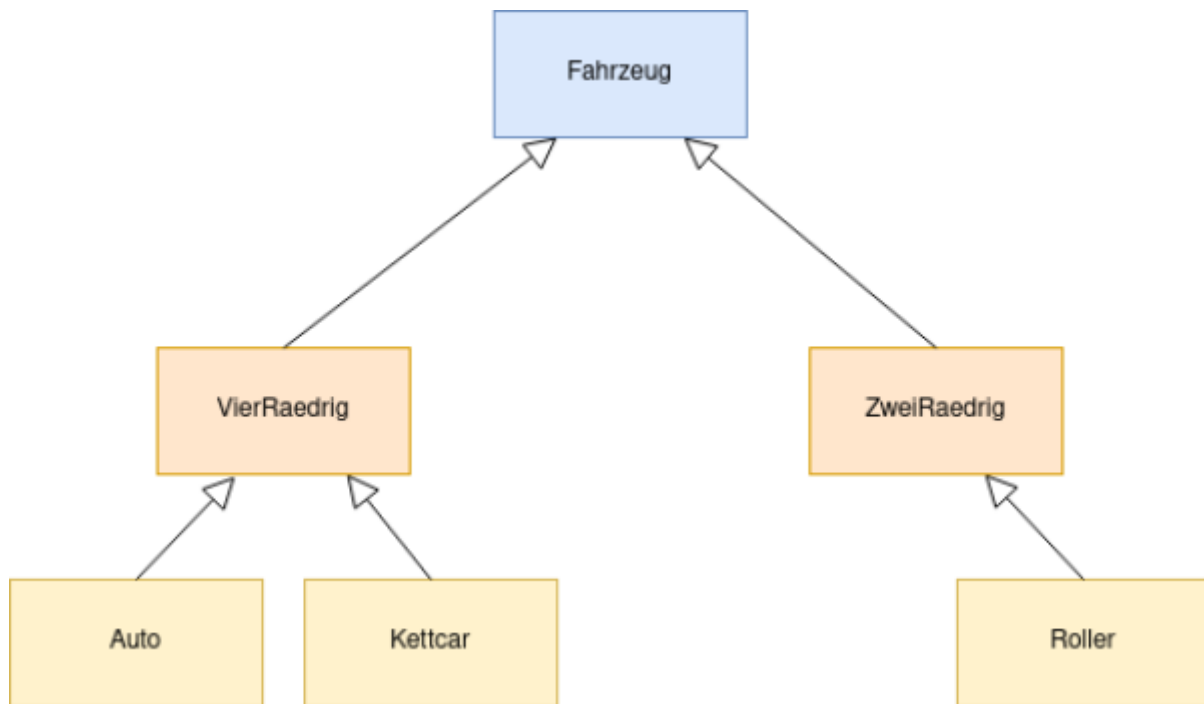 Fahrzeug
VierRaedrig
ZweiRaedrig
Auto
Kettcar
Roller